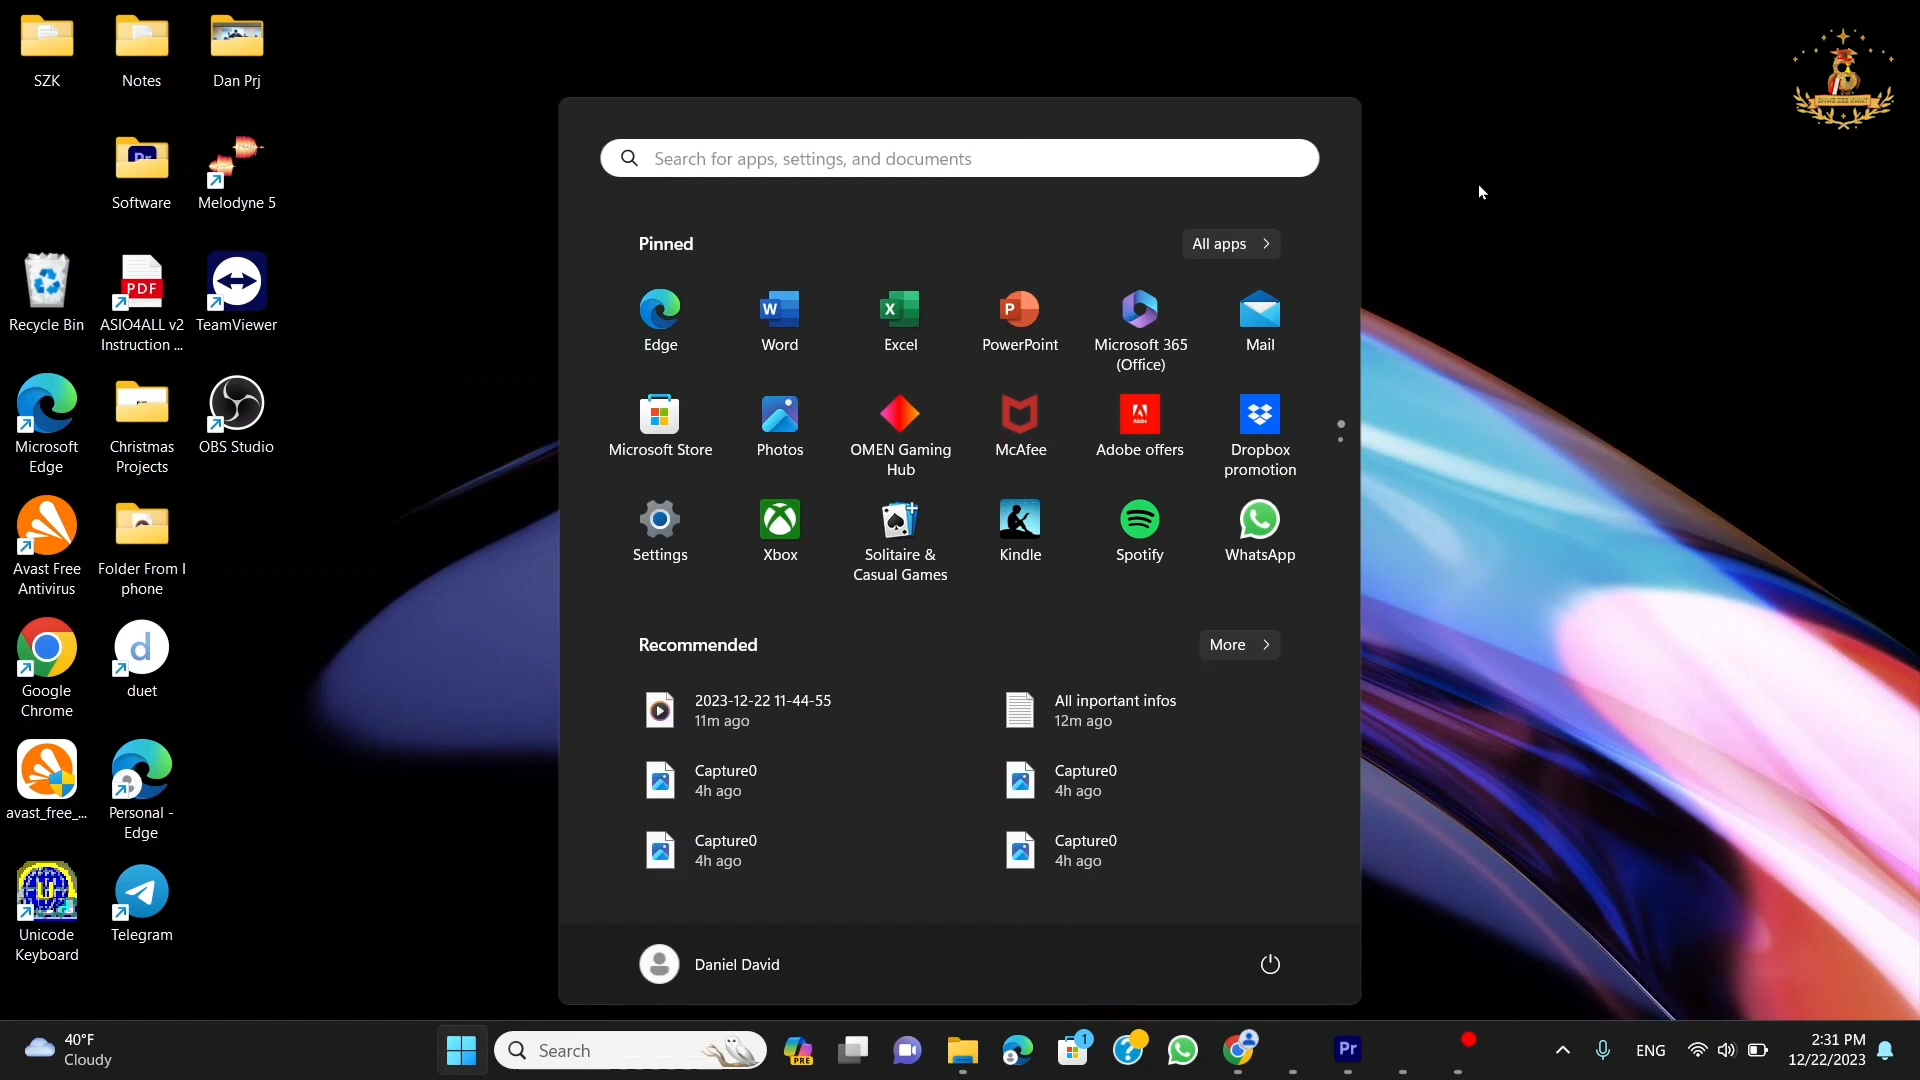 SZK
Notes
Dan Prj
Software
Melodyne 5
Recycle Bin
ASIO4ALL v2
Instruction ...
TeamViewer
Microsoft
Edge
Christmas
Projects
OBS Studio
Avast Free
Antivirus
Folder From I
phone
Google
Chrome
duet
avast_free_...
Personal -
Edge
Unicode
Keyboard
Telegram
Search for apps, settings, and documents
Pinned
All apps
Edge
Word
Excel
PowerPoint
Microsoft 365
(Office)
Mail
Microsoft Store
Photos
OMEN Gaming
Hub
McAfee
Adobe offers
Dropbox
promotion
Settings
Xbox
Solitaire &
Casual Games
Kindle
Spotify
WhatsApp
Recommended
More
2023-12-22 11-44-55
11m ago
All inportant infos
12m ago
Capture0
4h ago
Capture0
4h ago
Capture0
4h ago
Capture0
4h ago
Daniel David
40°F
Cloudy
Search
PRE
1
Pr
ENG
2:31 PM
12/22/2023
PDF